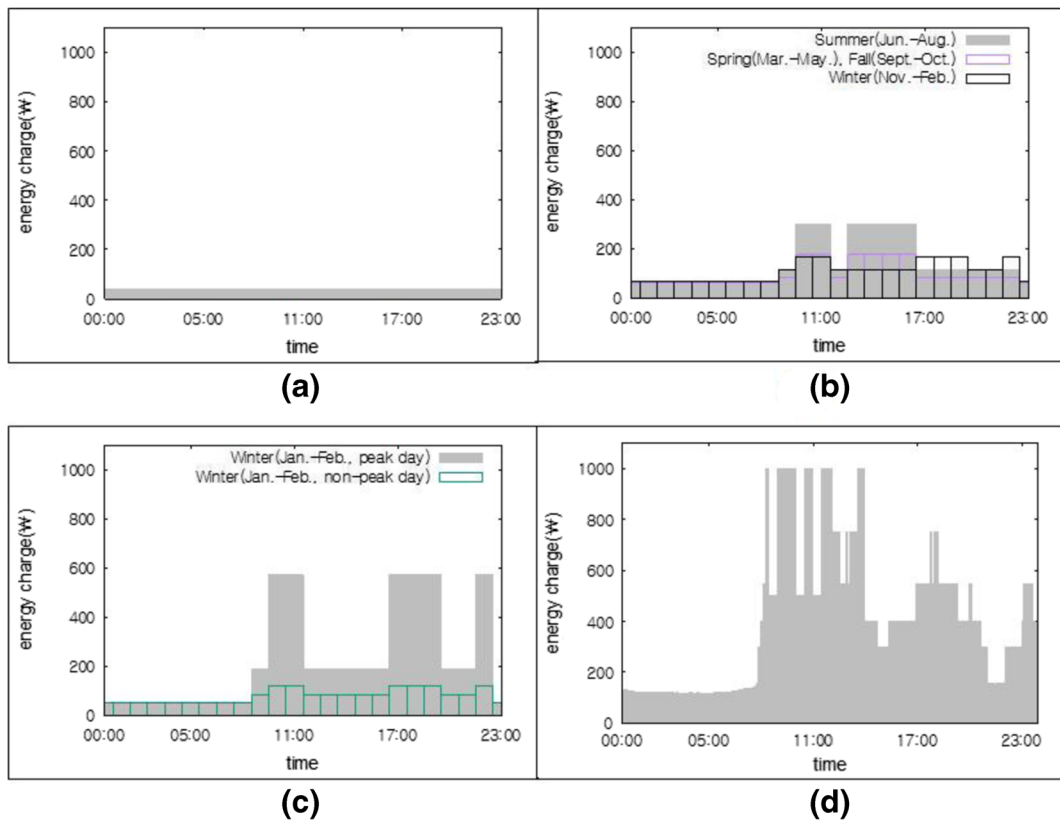 1000
800
600
400
200
0
energy charge(₩)
00:00 05:00 11:00 17:00 23:00
time
(a)
Summer(Jun.-Aug.)
Spring(Mar.-May.), Fall(Sept.-Oct.)
Winter(Nov.-Feb.)
1000
800
600
400
200
0
energy charge(₩)
00:00 05:00 11:00 17:00 23:00
time
(b)
Winter(Jan.-Feb., peak day)
Winter(Jan.-Feb., non-peak day)
1000
800
600
400
200
0
energy charge(₩)
00:00 05:00 11:00 17:00 23:00
time
(c)
1000
800
600
400
200
0
energy charge(₩)
00:00 05:00 11:00 17:00 23:00
time
(d)